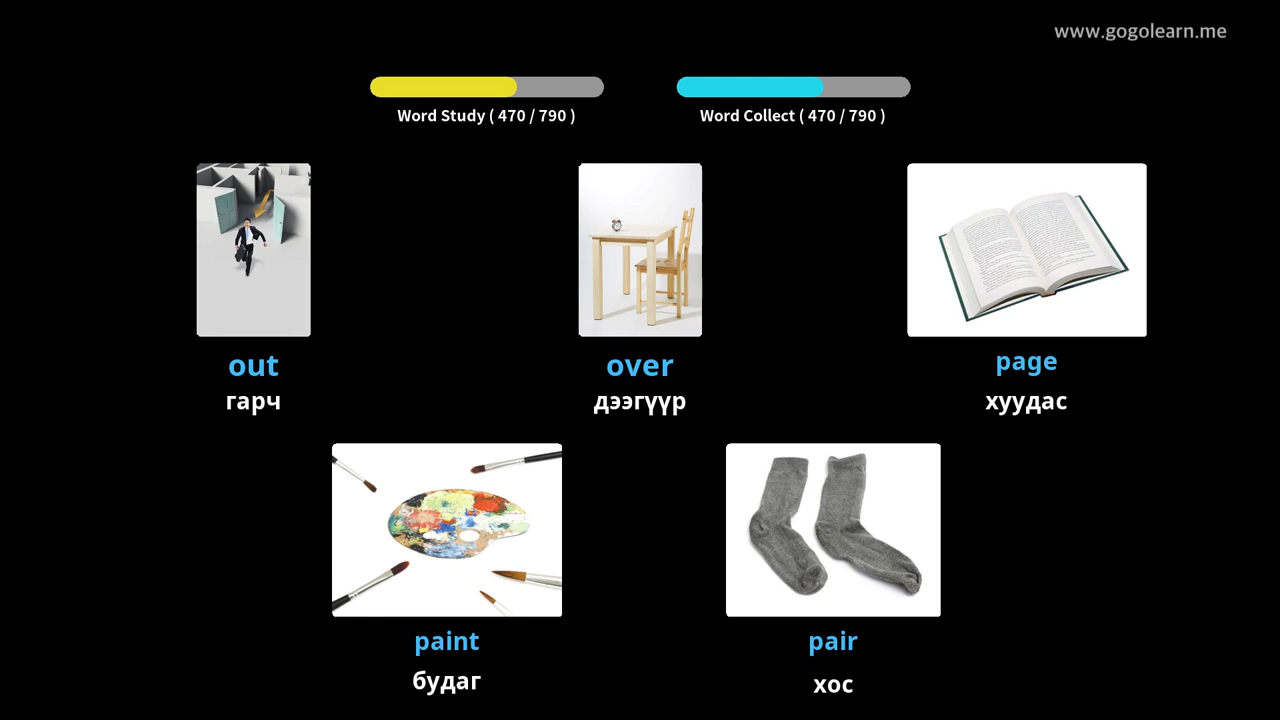 www.gogolearn.me
Word Study ( 470 / 790 )
Word Collect ( 470 / 790 )
out
гарч
over
дээгүүр
page
хуудас
paint
будаг
pair
хос